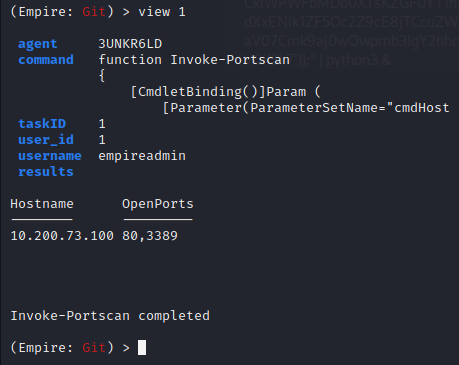 (Empire: Git) > view 1
agent 3UNKR6LD
command function Invoke-Portscan
{
[CmdletBinding()]Param (
[Parameter(ParameterSetName="cmdHost
taskID 1
user_id 1
username empireadmin
results
Hostname OpenPorts
-------- ---------
10.200.73.100 80,3389
Invoke-Portscan completed
(Empire: Git) >